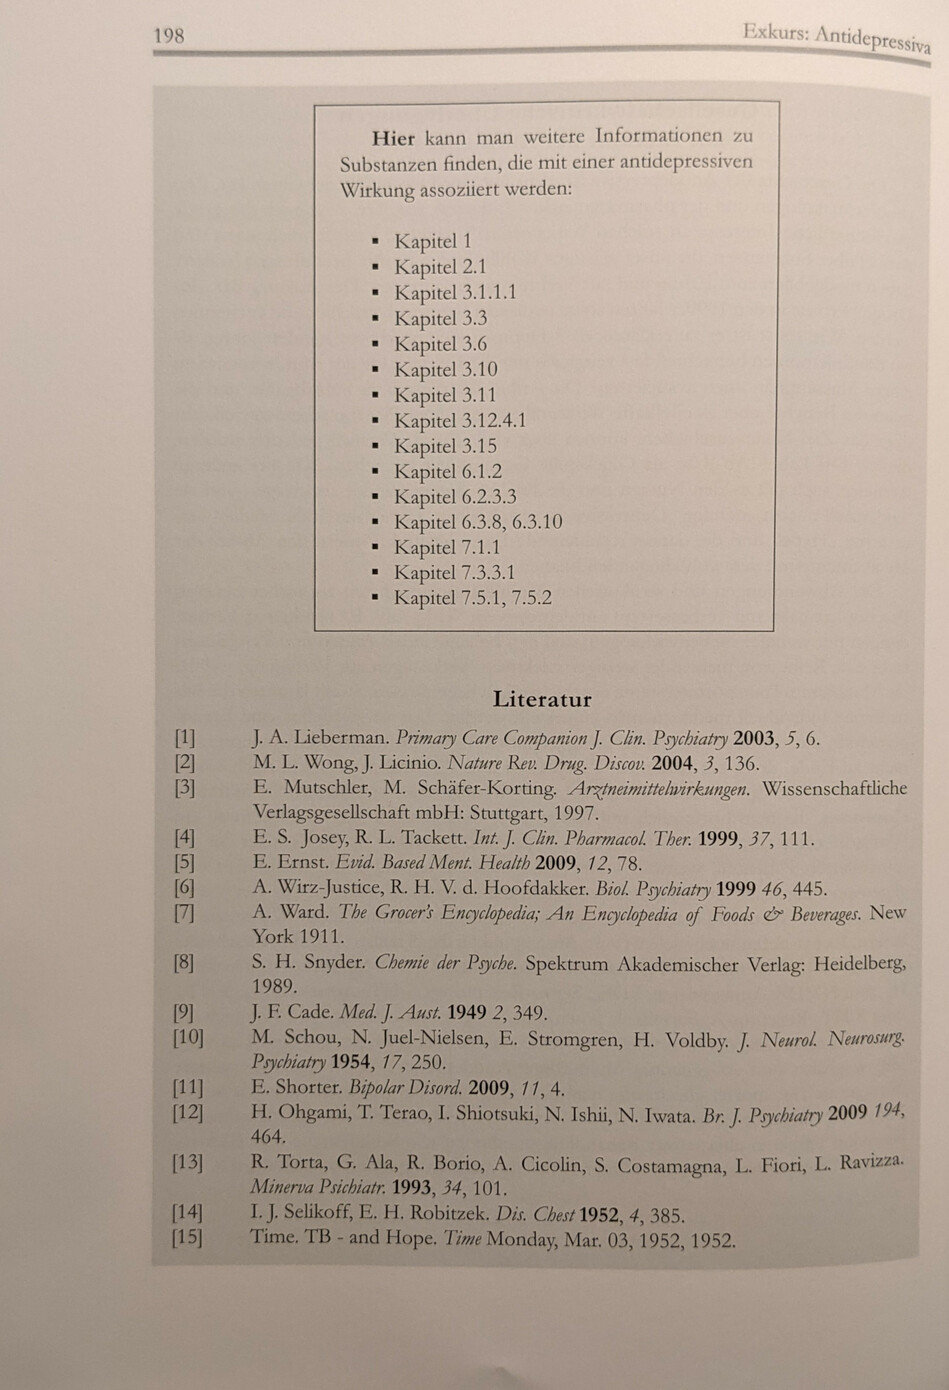 198
Exkurs: Antidepressiva
Hier kann man weitere Informationen zu
Substanzen finden, die mit einer antidepressiven
Wirkung assoziiert werden:
▪ Kapitel 1
▪ Kapitel 2.1
▪ Kapitel 3.1.1.1
▪ Kapitel 3.3
▪ Kapitel 3.6
▪ Kapitel 3.10
▪ Kapitel 3.11
▪ Kapitel 3.12.4.1
▪ Kapitel 3.15
▪ Kapitel 6.1.2
▪ Kapitel 6.2.3.3
▪ Kapitel 6.3.8, 6.3.10
▪ Kapitel 7.1.1
▪ Kapitel 7.3.3.1
▪ Kapitel 7.5.1, 7.5.2
Literatur
[1] J. A. Lieberman. Primary Care Companion J. Clin. Psychiatry 2003, 5, 6.
[2] M. L. Wong, J. Licinio. Nature Rev. Drug. Discov. 2004, 3, 136.
[3] E. Mutschler, M. Schäfer-Korting. Arztneimittelwirkungen. Wissenschaftliche
Verlagsgesellschaft mbH: Stuttgart, 1997.
[4] E. S. Josey, R. L. Tackett. Int. J. Clin. Pharmacol. Ther. 1999, 37, 111.
[5] E. Ernst. Evid. Based Ment. Health 2009, 12, 78.
[6] A. Wirz-Justice, R. H. V. d. Hoofdakker. Biol. Psychiatry 1999 46, 445.
[7] A. Ward. The Grocer's Encyclopedia; An Encyclopedia of Foods & Beverages. New
York 1911.
[8] S. H. Snyder. Chemie der Psyche. Spektrum Akademischer Verlag: Heidelberg,
1989.
[9] J. F. Cade. Med. J. Aust. 1949 2, 349.
[10] M. Schou, N. Juel-Nielsen, E. Stromgren, H. Voldby. J. Neurol. Neurosurg.
Psychiatry 1954, 17, 250.
[11] E. Shorter. Bipolar Disord. 2009, 11, 4.
[12] H. Ohgami, T. Terao, I. Shiotsuki, N. Ishii, N. Iwata. Br. J. Psychiatry 2009 194,
464.
[13] R. Torta, G. Ala, R. Borio, A. Cicolin, S. Costamagna, L. Fiori, L. Ravizza.
Minerva Psichiatr. 1993, 34, 101.
[14] I. J. Selikoff, E. H. Robitzek. Dis. Chest 1952, 4, 385.
[15] Time. TB - and Hope. Time Monday, Mar. 03, 1952, 1952.